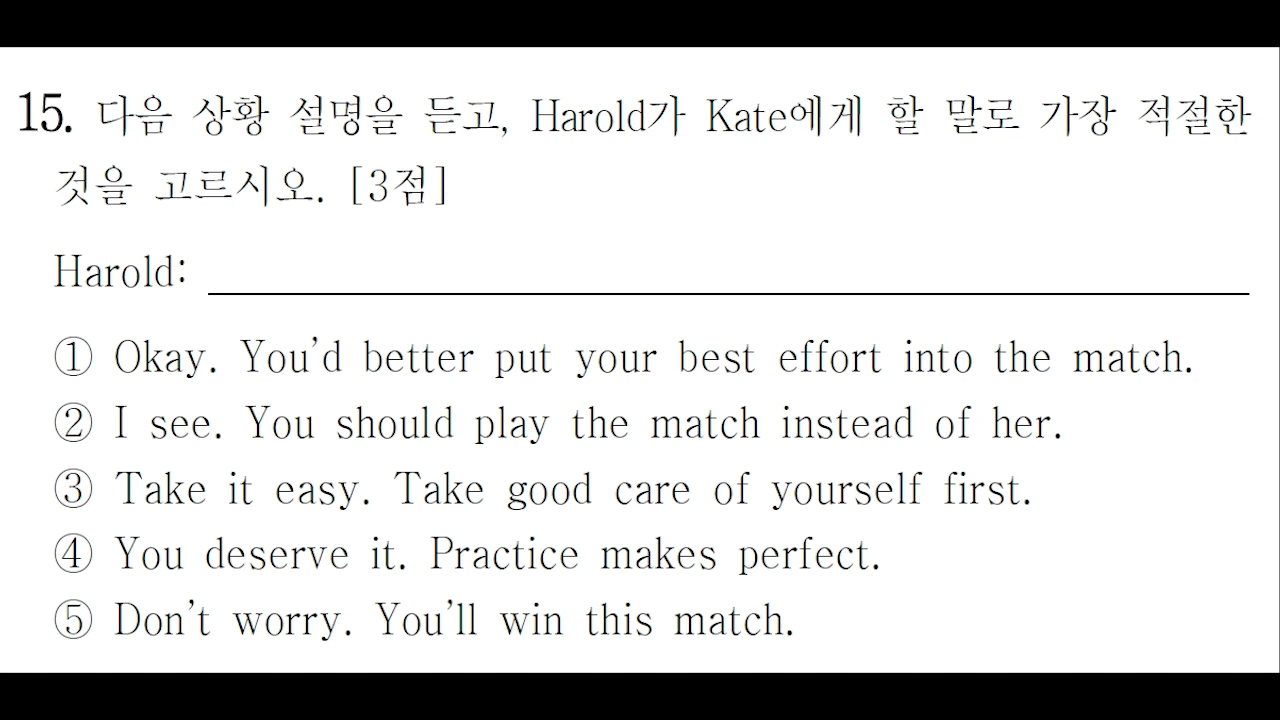 15. 다음 상황 설명을 듣고, Harold가 Kate에게 할 말로 가장 적절한
것을 고르시오. [3점]
Harold:
① Okay. You'd better put your best effort into the match.
② I see. You should play the match instead of her.
③ Take it easy. Take good care of yourself first.
④ You deserve it. Practice makes perfect.
⑤ Don't worry. You'll win this match.